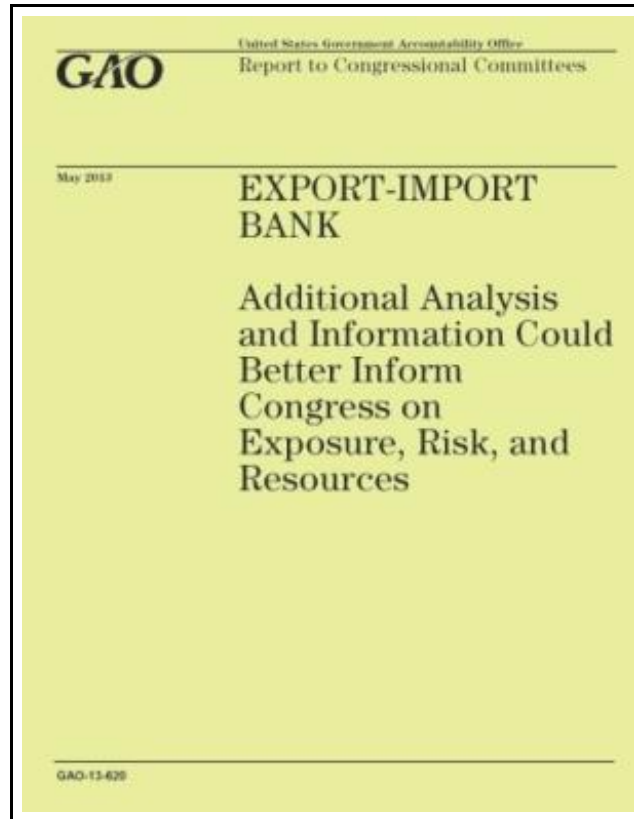 United States Government Accountability Office
GAO
Report to Congressional Committees
May 2013
EXPORT-IMPORT
BANK
Additional Analysis
and Information Could
Better Inform
Congress on
Exposure, Risk, and
Resources
GAO-13-620